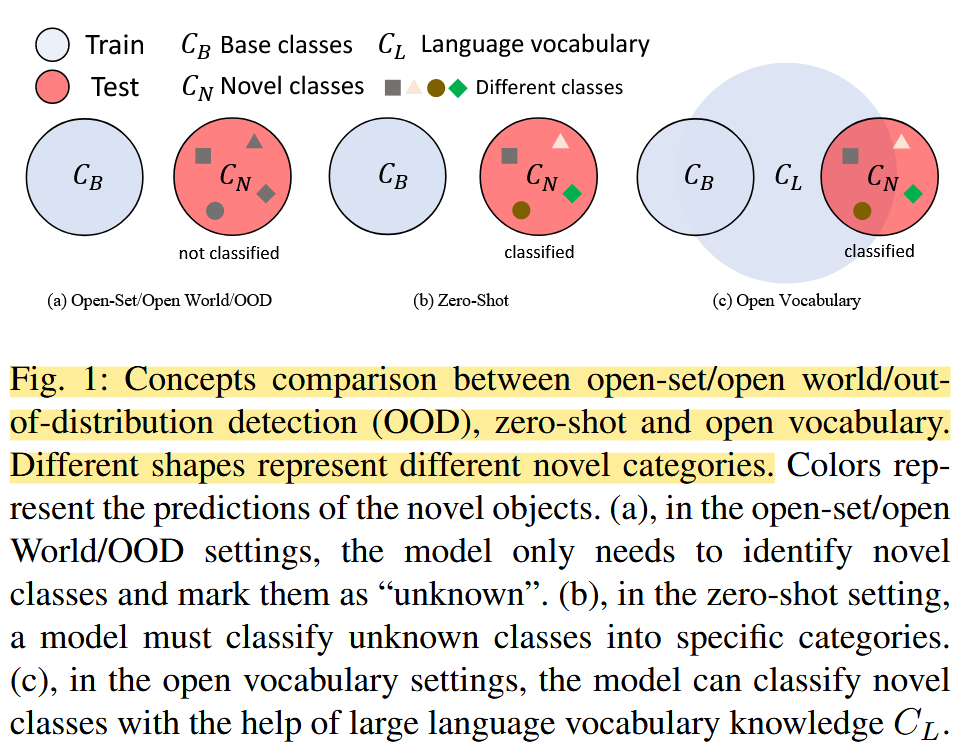 Train C_B Base classes C_L Language vocabulary
Test C_N Novel classes Different classes
C_B C_N C_B C_N C_B C_L C_N
not classified classified classified
(a) Open-Set/Open World/OOD (b) Zero-Shot (c) Open Vocabulary
Fig. 1: Concepts comparison between open-set/open world/out-
of-distribution detection (OOD), zero-shot and open vocabulary.
Different shapes represent different novel categories. Colors rep-
resent the predictions of the novel objects. (a), in the open-set/open
World/OOD settings, the model only needs to identify novel
classes and mark them as “unknown”. (b), in the zero-shot setting,
a model must classify unknown classes into specific categories.
(c), in the open vocabulary settings, the model can classify novel
classes with the help of large language vocabulary knowledge C_L.